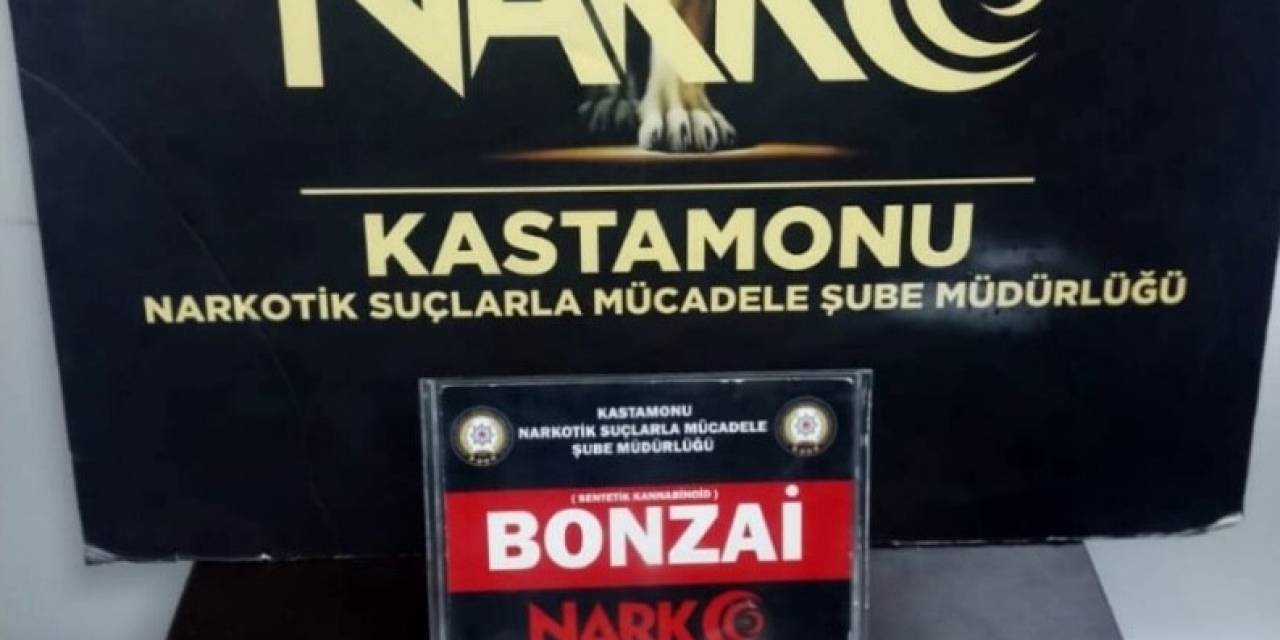 NARKO
KASTAMONU
NARKOTİK SUÇLARLA MÜCADELE ŞUBE MÜDÜRLÜĞÜ
KASTAMONU
NARKOTİK SUÇLARLA MÜCADELE
ŞUBE MÜDÜRLÜĞÜ
( SENTETİK KANNABİNOİD )
BONZAİ
NARKO